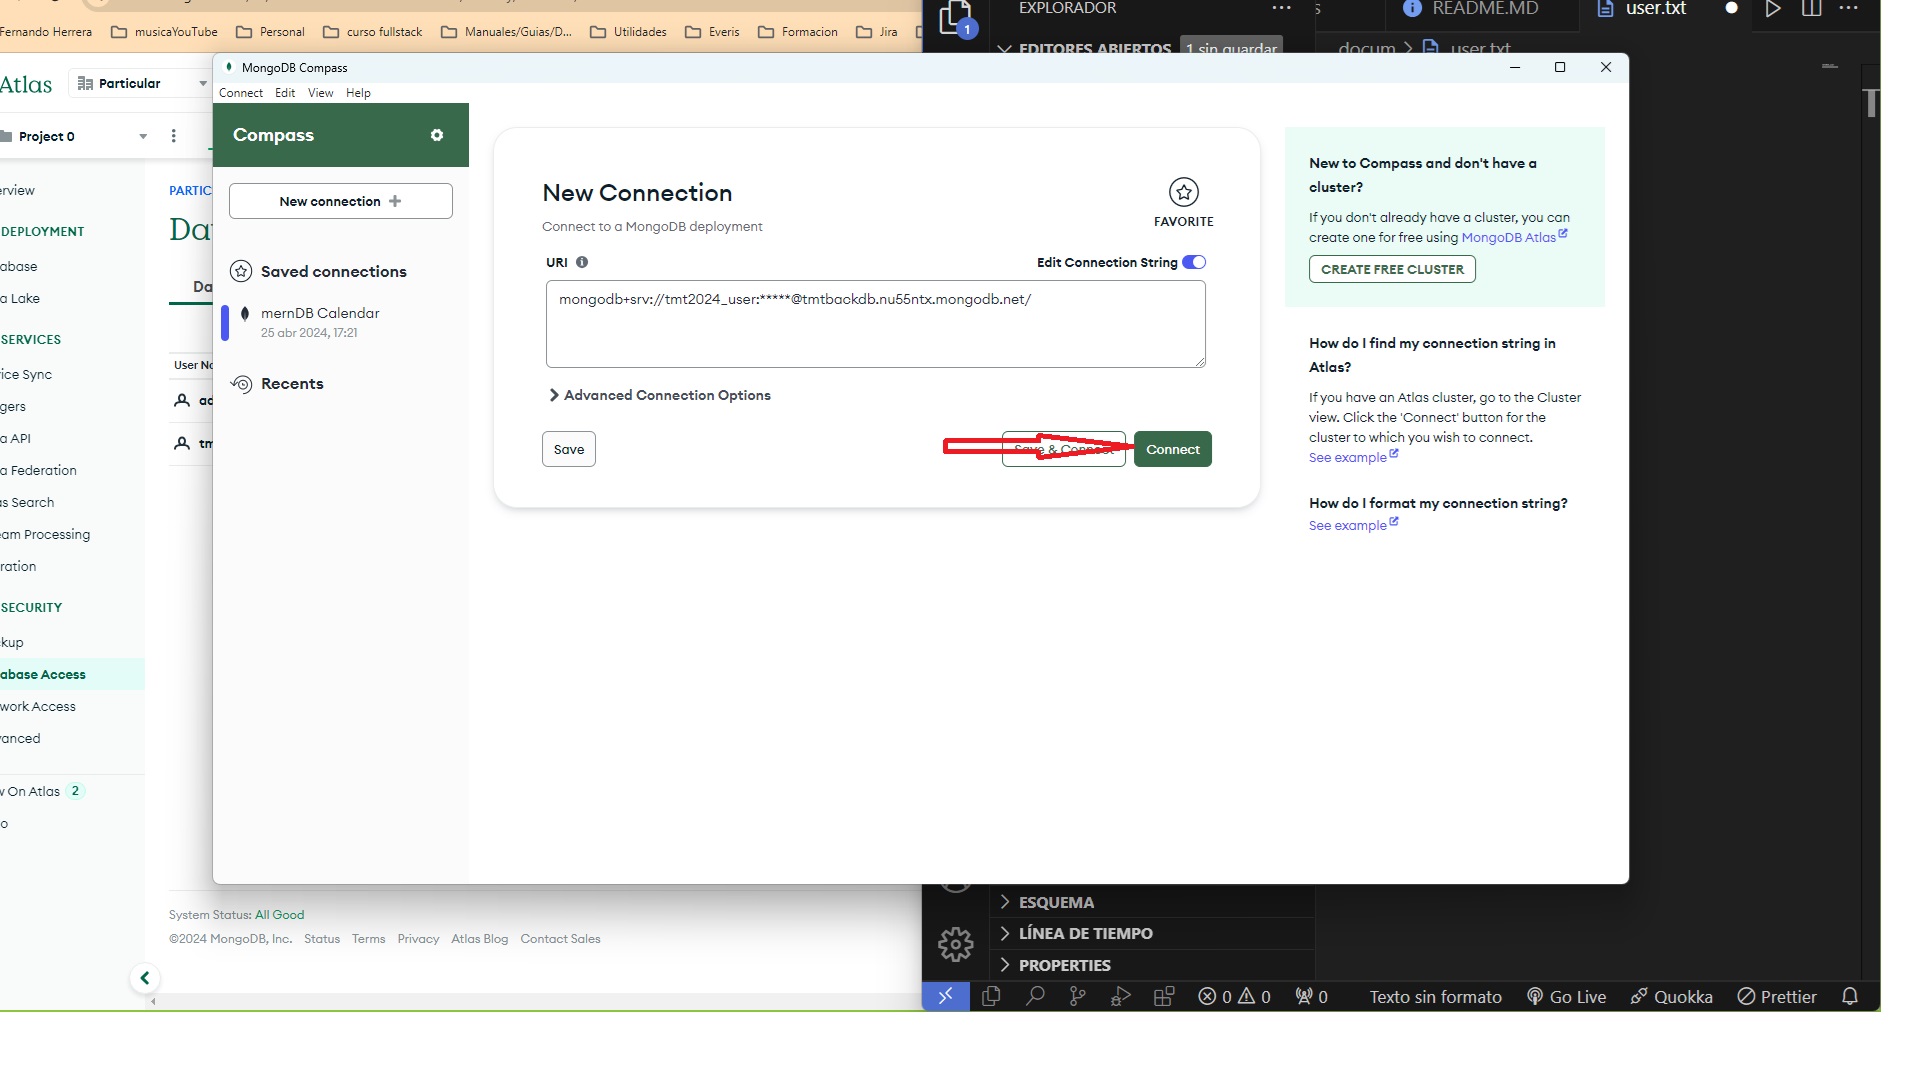 Fernando Herrera musicaYouTube Personal curso fullstack Manuales/Guias/D... Utilidades Everis Formacion Jira
EXPLORADOR ...
README.MD user.txt
EDITORES ABIERTOS 1 sin guardar
docum > user.txt
Atlas Particular
Project 0
erview
DEPLOYMENT
abase
a Lake
SERVICES
ice Sync
gers
a API
a Federation
as Search
eam Processing
ration
SECURITY
kup
abase Access
work Access
vanced
v On Atlas 2
o
PARTIC
Da
User Na
ad
tm
MongoDB Compass
Connect Edit View Help
Compass
New connection +
Saved connections
mernDB Calendar
25 abr 2024, 17:21
Recents
New Connection
Connect to a MongoDB deployment
FAVORITE
URI Edit Connection String
mongodb+srv://tmt2024_user:*****@tmtbackdb.nu55ntx.mongodb.net/
Advanced Connection Options
Save Save & Connect Connect
New to Compass and don't have a
cluster?
If you don't already have a cluster, you can
create one for free using MongoDB Atlas
CREATE FREE CLUSTER
How do I find my connection string in
Atlas?
If you have an Atlas cluster, go to the Cluster
view. Click the 'Connect' button for the
cluster to which you wish to connect.
See example
How do I format my connection string?
See example
System Status: All Good
©2024 MongoDB, Inc. Status Terms Privacy Atlas Blog Contact Sales
1
ESQUEMA
LÍNEA DE TIEMPO
PROPERTIES
0 0 0 Texto sin formato Go Live Quokka Prettier